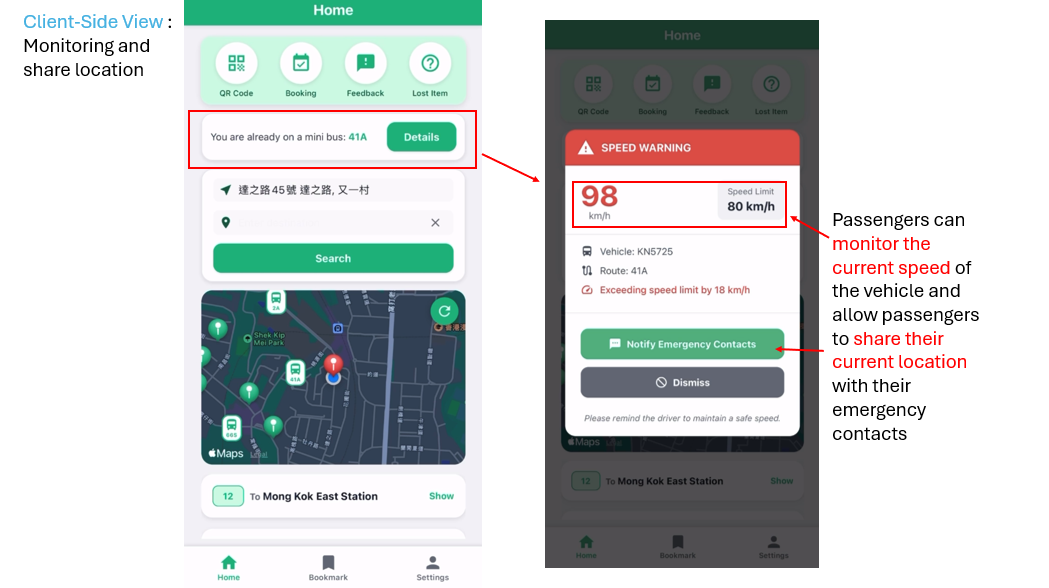 Client-Side View :
Monitoring and
share location
Home
QR Code
Booking
Feedback
Lost Item
You are already on a mini bus: 41A
Details
達之路45號 達之路, 又一村
Search
2A
Shek Kip
Mei Park
41A
66S
Maps
Legal
12 To Mong Kok East Station Show
Home
Bookmark
Settings
Home
QR Code
Booking
Feedback
Lost Item
SPEED WARNING
98
km/h
Speed Limit
80 km/h
Vehicle: KN5725
Route: 41A
Exceeding speed limit by 18 km/h
Notify Emergency Contacts
Dismiss
Please remind the driver to maintain a safe speed.
Maps
Legal
12 To Mong Kok East Station Show
Home
Bookmark
Settings
Passengers can
monitor the
current speed of
the vehicle and
allow passengers
to share their
current location
with their
emergency
contacts